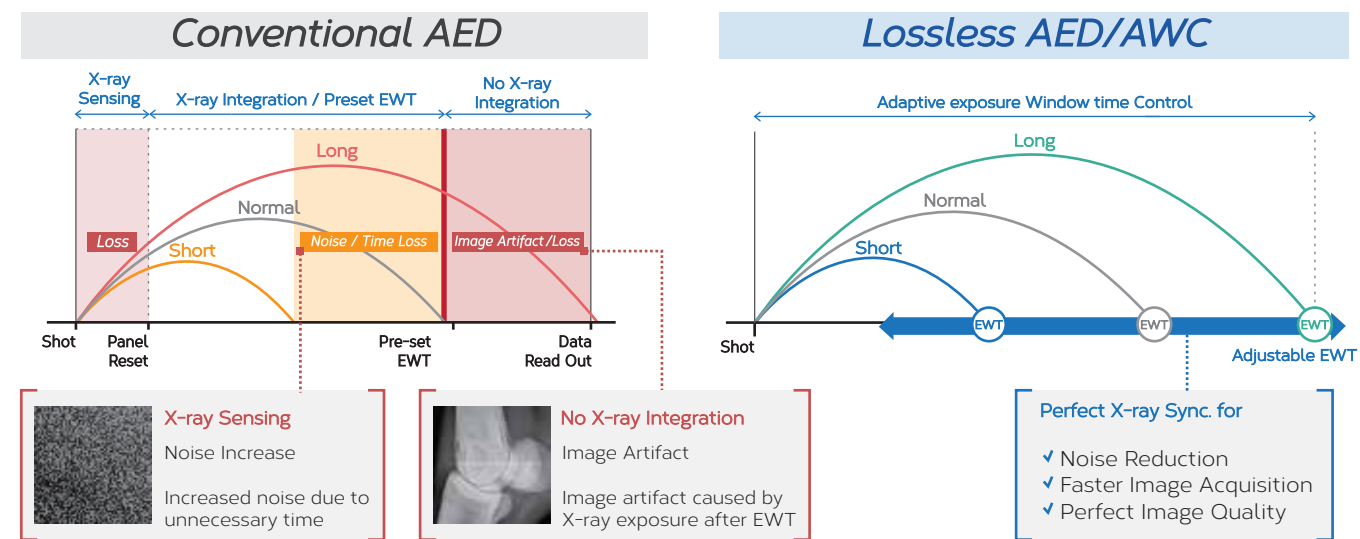 Conventional AED
X-ray
Sensing
X-ray Integration / Preset EWT
No X-ray
Integration
Long
Normal
Short
Loss
Noise / Time Loss
Image Artifact/Loss
Shot
Panel
Reset
Pre-set
EWT
Data
Read Out
X-ray Sensing
Noise Increase
Increased noise due to
unnecessary time
No X-ray Integration
Image Artifact
Image artifact caused by
X-ray exposure after EWT
Lossless AED/AWC
Adaptive exposure Window time Control
Long
Normal
Short
EWT
EWT
EWT
Shot
Adjustable EWT
Perfect X-ray Sync. for
Noise Reduction
Faster Image Acquisition
Perfect Image Quality